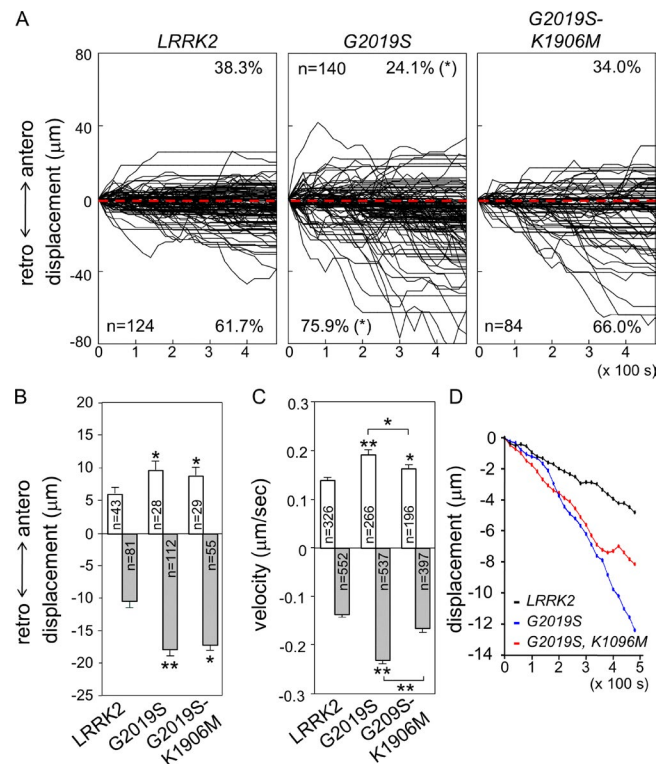 A
LRRK2
G2019S
G2019S-
K1906M
retro ⟵⟶ antero
displacement (μm)
80
40
0
-40
-80
38.3%
n=124
61.7%
n=140
24.1% (*)
75.9% (*)
34.0%
n=84
66.0%
0 1 2 3 4
0 1 2 3 4
0 1 2 3 4
(x 100 s)
B
retro ⟵⟶ antero
displacement (μm)
20
15
10
5
0
-5
-10
-15
-20
-25
*
*
n=43
n=28
n=29
n=81
n=112
n=55
**
*
LRRK2
G2019S
G2019S-
K1906M
C
velocity (μm/sec)
0.3
0.2
0.1
0
-0.1
-0.2
-0.3
*
**
*
n=326
n=266
n=196
n=552
n=537
n=397
**
**
LRRK2
G2019S
G209S-
K1906M
D
displacement (μm)
0
-2
-4
-6
-8
-10
-12
-14
LRRK2
G2019S
G2019S, K1096M
0 1 2 3 4 5
(x 100 s)